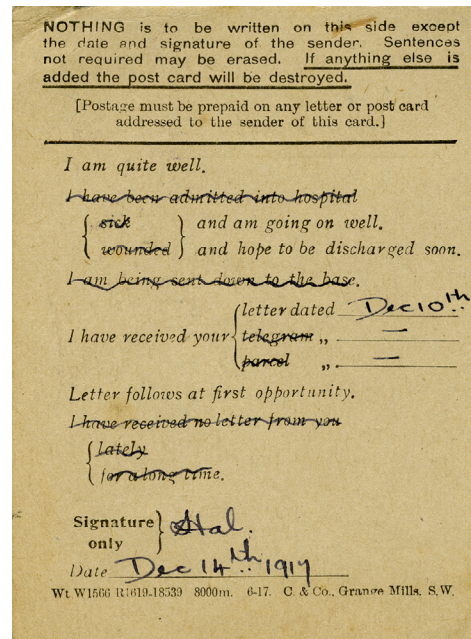 NOTHING is to be written on this side except
the date and signature of the sender. Sentences
not required may be erased. If anything else is
added the post card will be destroyed.
[Postage must be prepaid on any letter or post card
addressed to the sender of this card.]
I am quite well.
I have been admitted into hospital
sick and am going on well.
wounded and hope to be discharged soon.
I am being sent down to the base.
letter dated Dec 10th
I have received your telegram „ —
parcel „ —
Letter follows at first opportunity.
I have received no letter from you
lately
for a long time.
Signature
only
Hal.
Date Dec 14th 1917
Wt. W1566 R1619-18539 8000m. 6-17. C. & Co., Grange Mills, S.W.